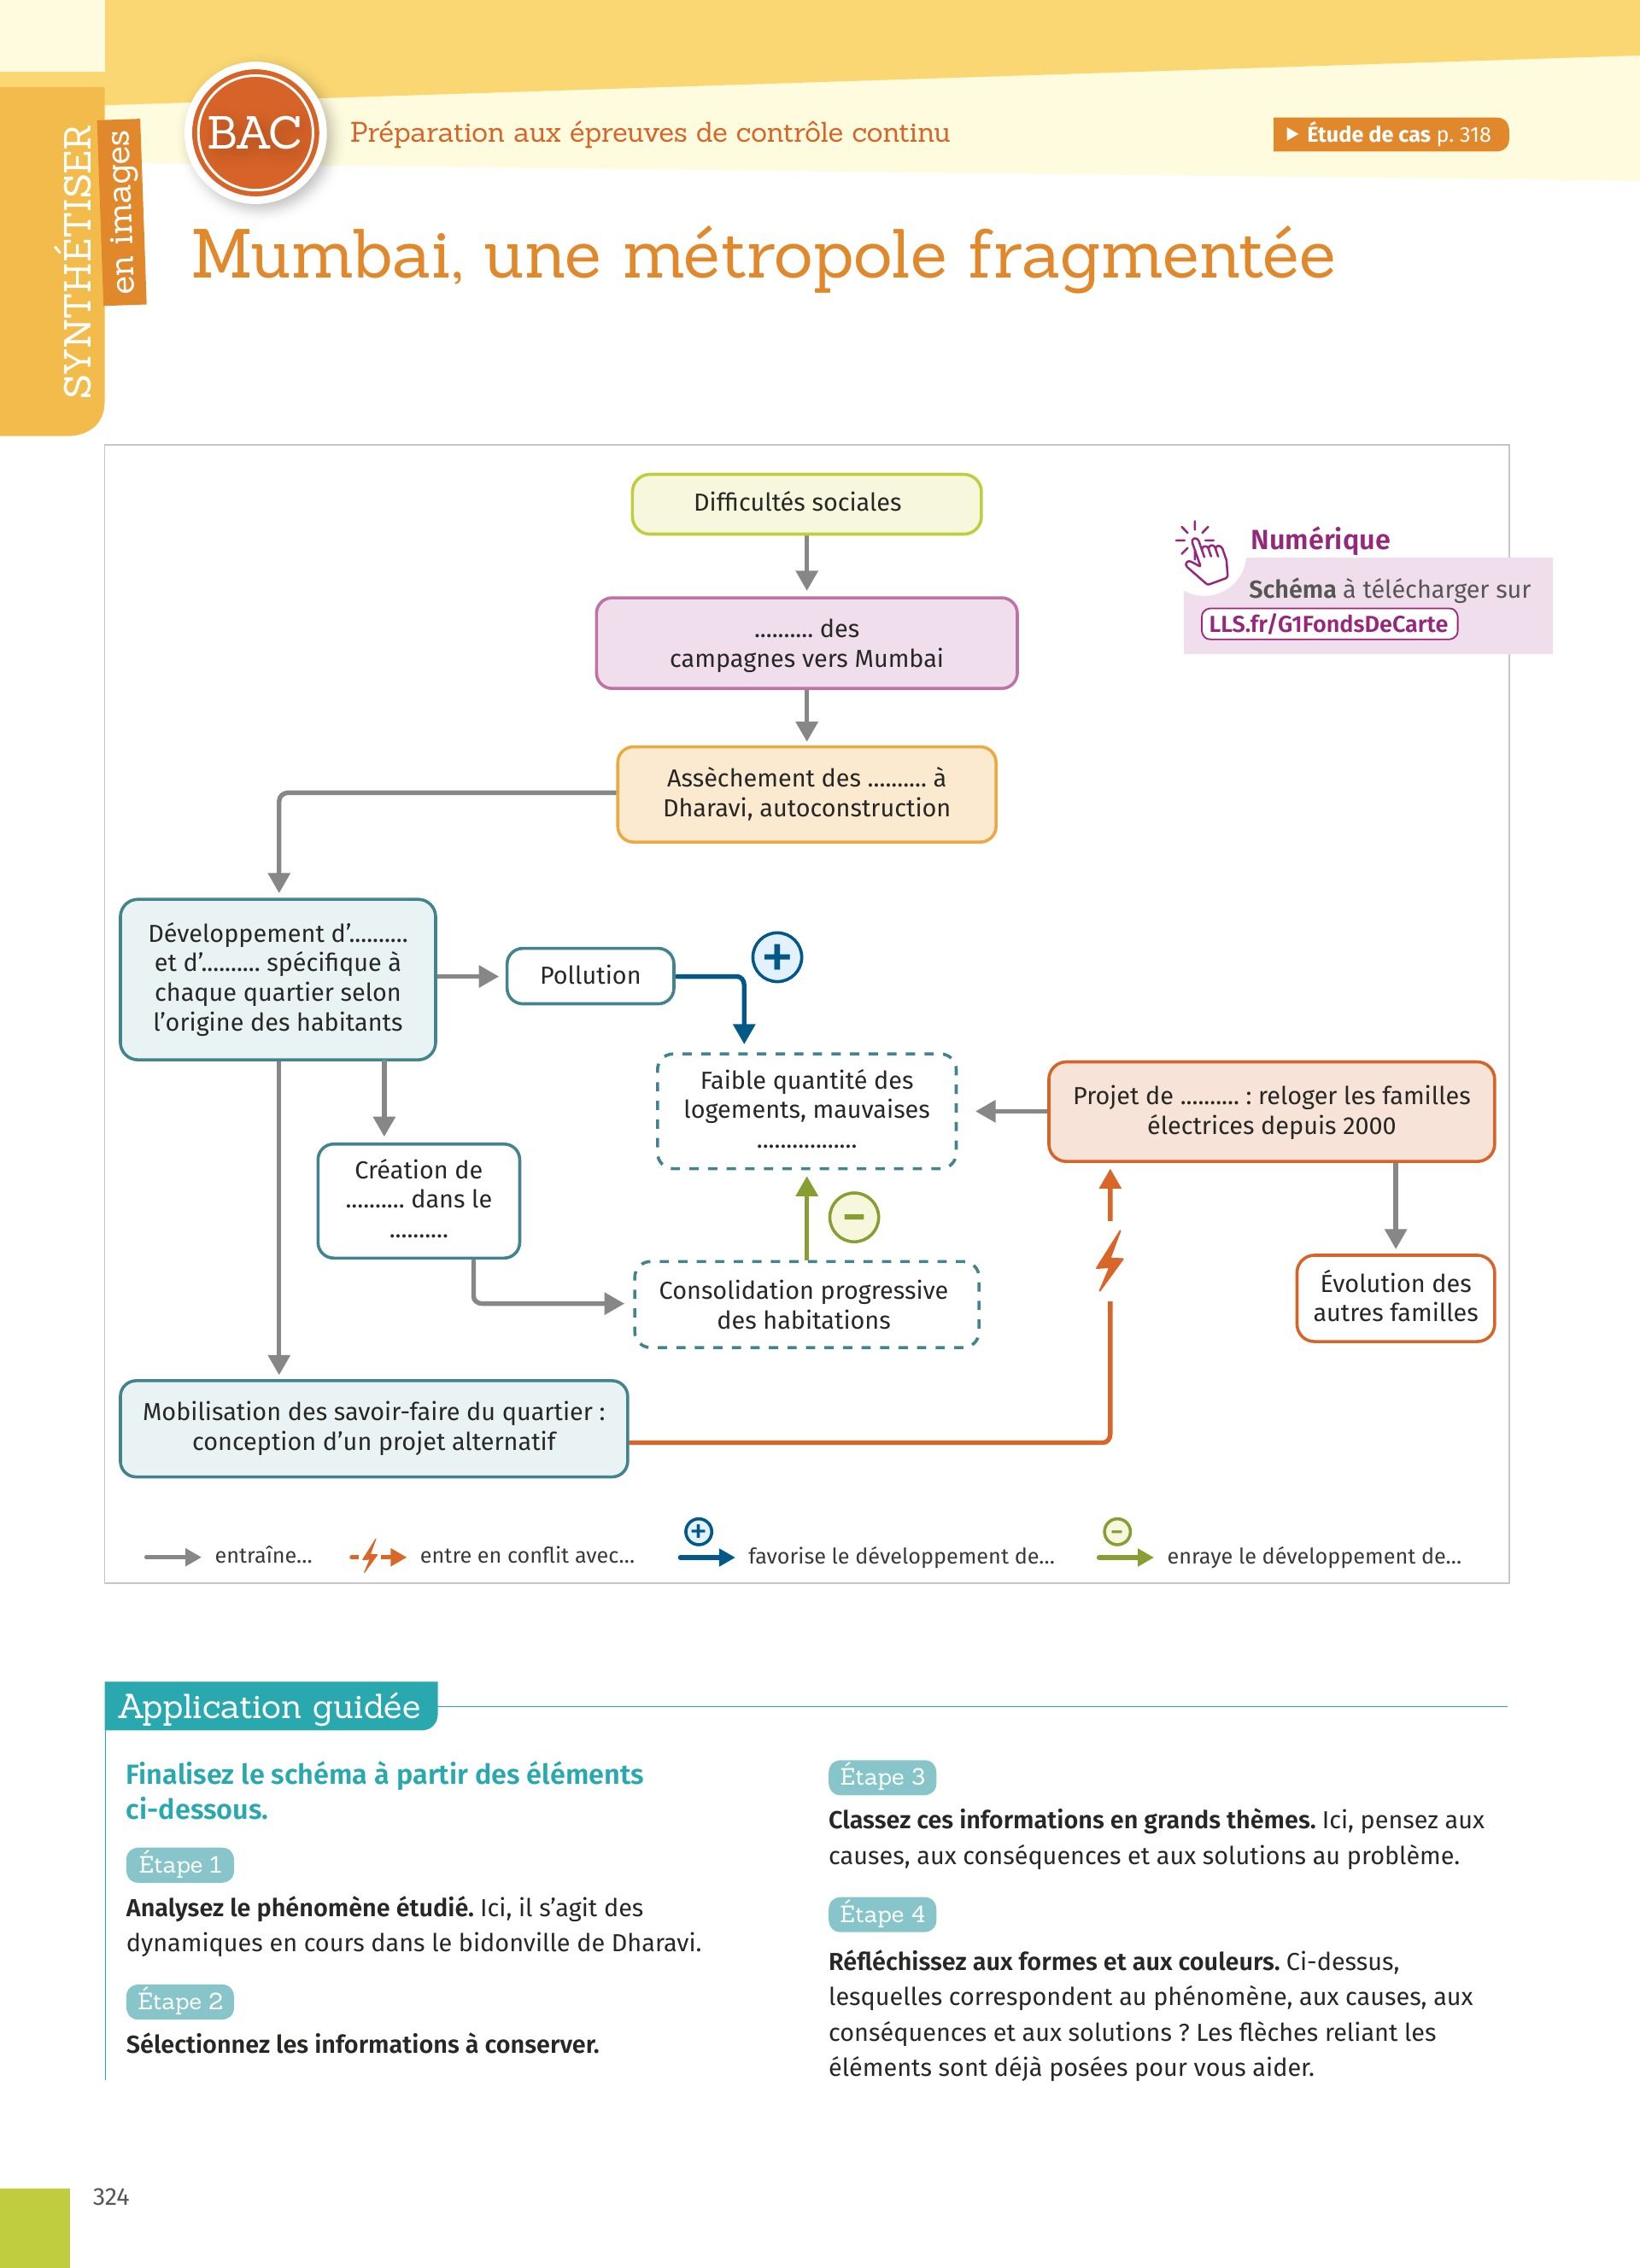 SYNTHÉTISER
en images
BAC
Préparation aux épreuves de contrôle continu
▶ Étude de cas p. 318
Mumbai, une métropole fragmentée
Difficultés sociales
Numérique
Schéma à télécharger sur
LLS.fr/G1FondsDeCarte
.......... des
campagnes vers Mumbai
Assèchement des .......... à
Dharavi, autoconstruction
Développement d’..........
et d’.......... spécifique à
chaque quartier selon
l’origine des habitants
Pollution
+
Faible quantité des
logements, mauvaises
.................
Projet de .......... : reloger les familles
électrices depuis 2000
Création de
.......... dans le
..........
−
Consolidation progressive
des habitations
Évolution des
autres familles
Mobilisation des savoir-faire du quartier :
conception d’un projet alternatif
entraîne...
entre en conflit avec...
+
favorise le développement de...
−
enraye le développement de...
Application guidée
Finalisez le schéma à partir des éléments
ci-dessous.
Étape 1
Analysez le phénomène étudié. Ici, il s’agit des
dynamiques en cours dans le bidonville de Dharavi.
Étape 2
Sélectionnez les informations à conserver.
Étape 3
Classez ces informations en grands thèmes. Ici, pensez aux
causes, aux conséquences et aux solutions au problème.
Étape 4
Réfléchissez aux formes et aux couleurs. Ci-dessus,
lesquelles correspondent au phénomène, aux causes, aux
conséquences et aux solutions ? Les flèches reliant les
éléments sont déjà posées pour vous aider.
324